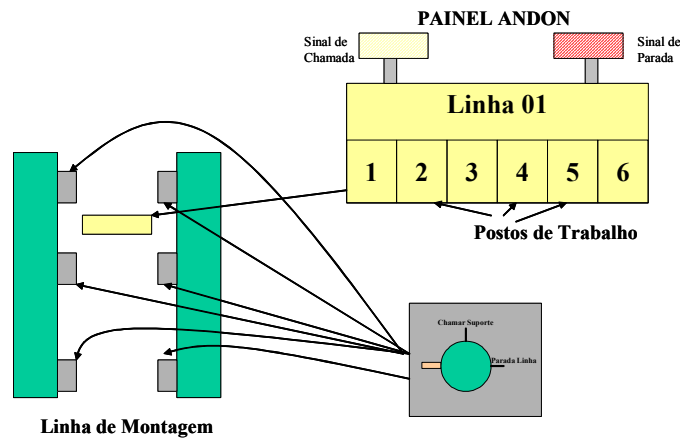 PAINEL ANDON
Sinal de
Chamada
Sinal de
Parada
Linha 01
1 2 3 4 5 6
Postos de Trabalho
Chamar Suporte
Parada Linha
Linha de Montagem